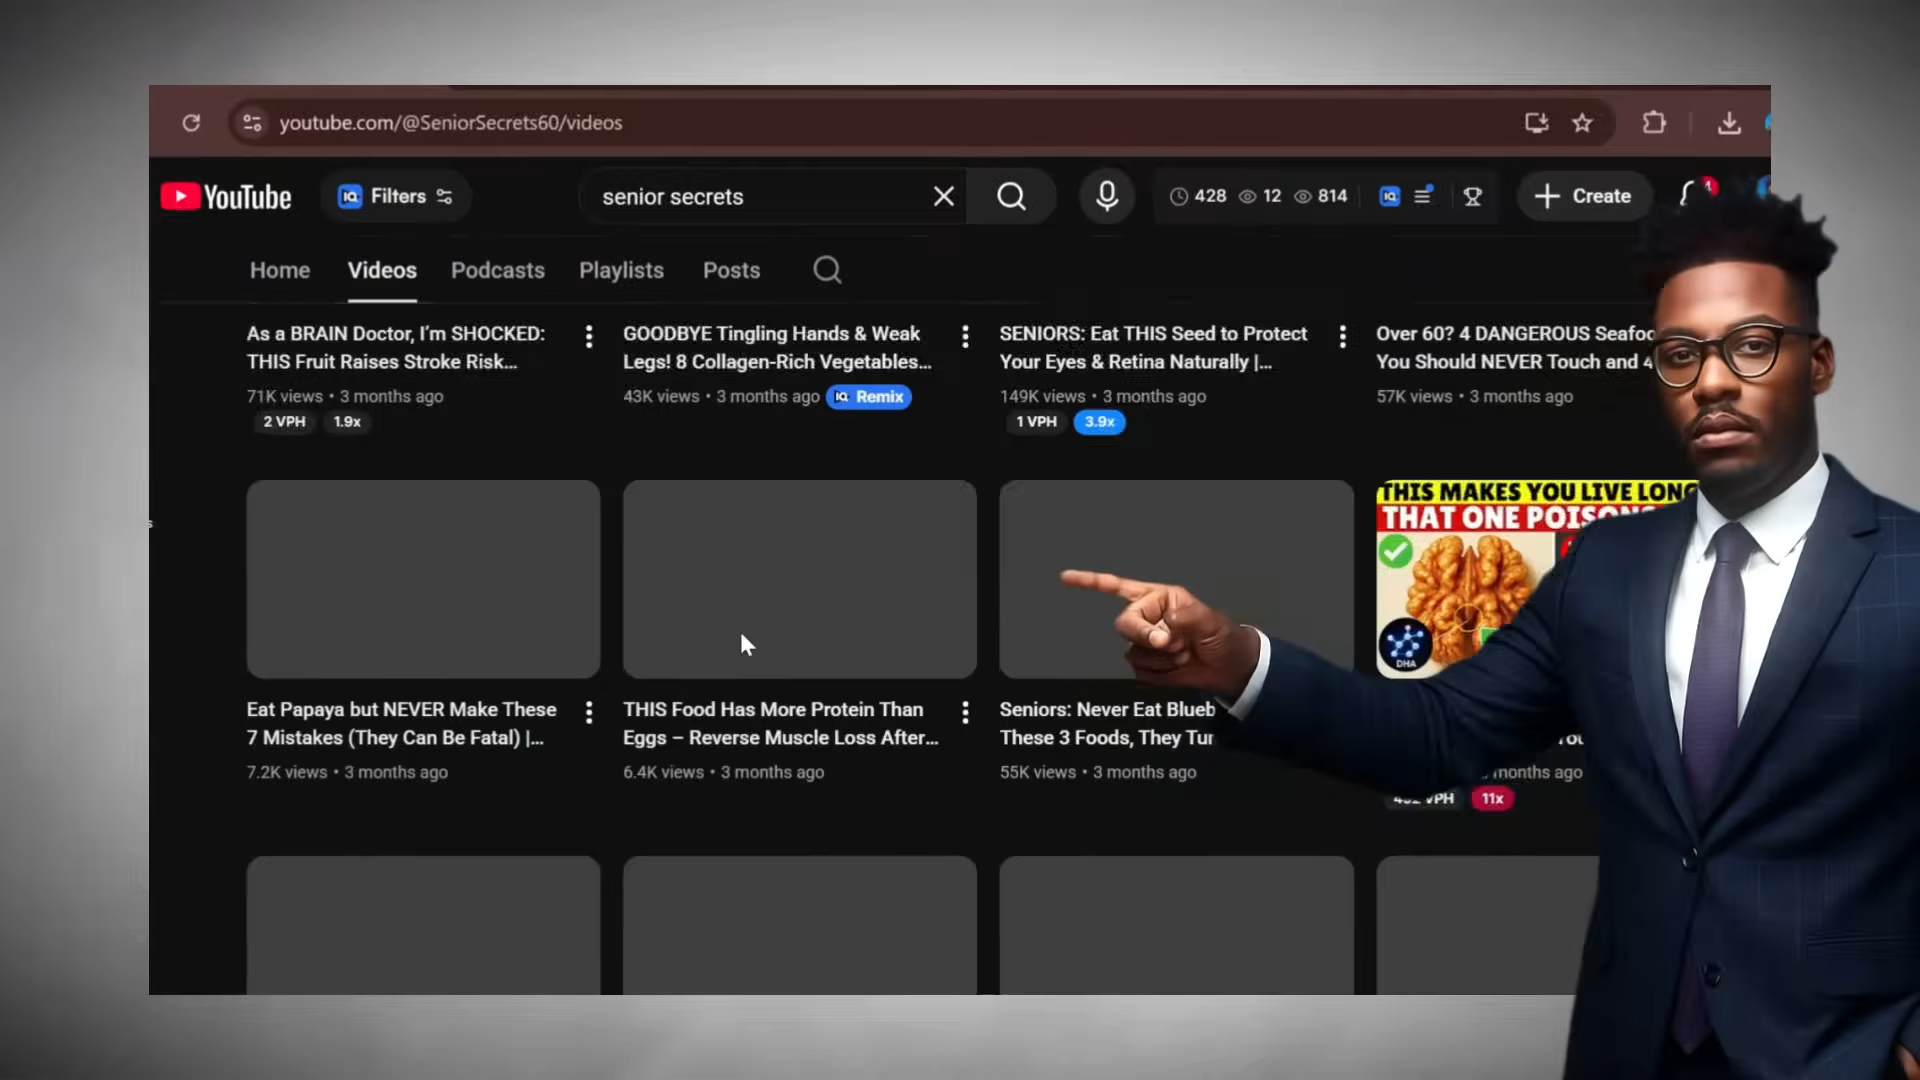 youtube.com/@SeniorSecrets60/videos
YouTube
IQ Filters
senior secrets
428 12 814
IQ
Create
4
Home Videos Podcasts Playlists Posts
As a BRAIN Doctor, I'm SHOCKED:
THIS Fruit Raises Stroke Risk...
71K views • 3 months ago
2 VPH 1.9x
GOODBYE Tingling Hands & Weak
Legs! 8 Collagen-Rich Vegetables...
43K views • 3 months ago IQ Remix
SENIORS: Eat THIS Seed to Protect
Your Eyes & Retina Naturally |...
149K views • 3 months ago
1 VPH 3.9x
Over 60? 4 DANGEROUS Seafoo
You Should NEVER Touch and 4
57K views • 3 months ago
THIS MAKES YOU LIVE LONG
THAT ONE
DHA
Eat Papaya but NEVER Make These
7 Mistakes (They Can Be Fatal) |...
7.2K views • 3 months ago
THIS Food Has More Protein Than
Eggs – Reverse Muscle Loss After...
6.4K views • 3 months ago
Seniors: Never Eat Blueb
These 3 Foods, They Tur
55K views • 3 months ago
months ago
VPH 11x